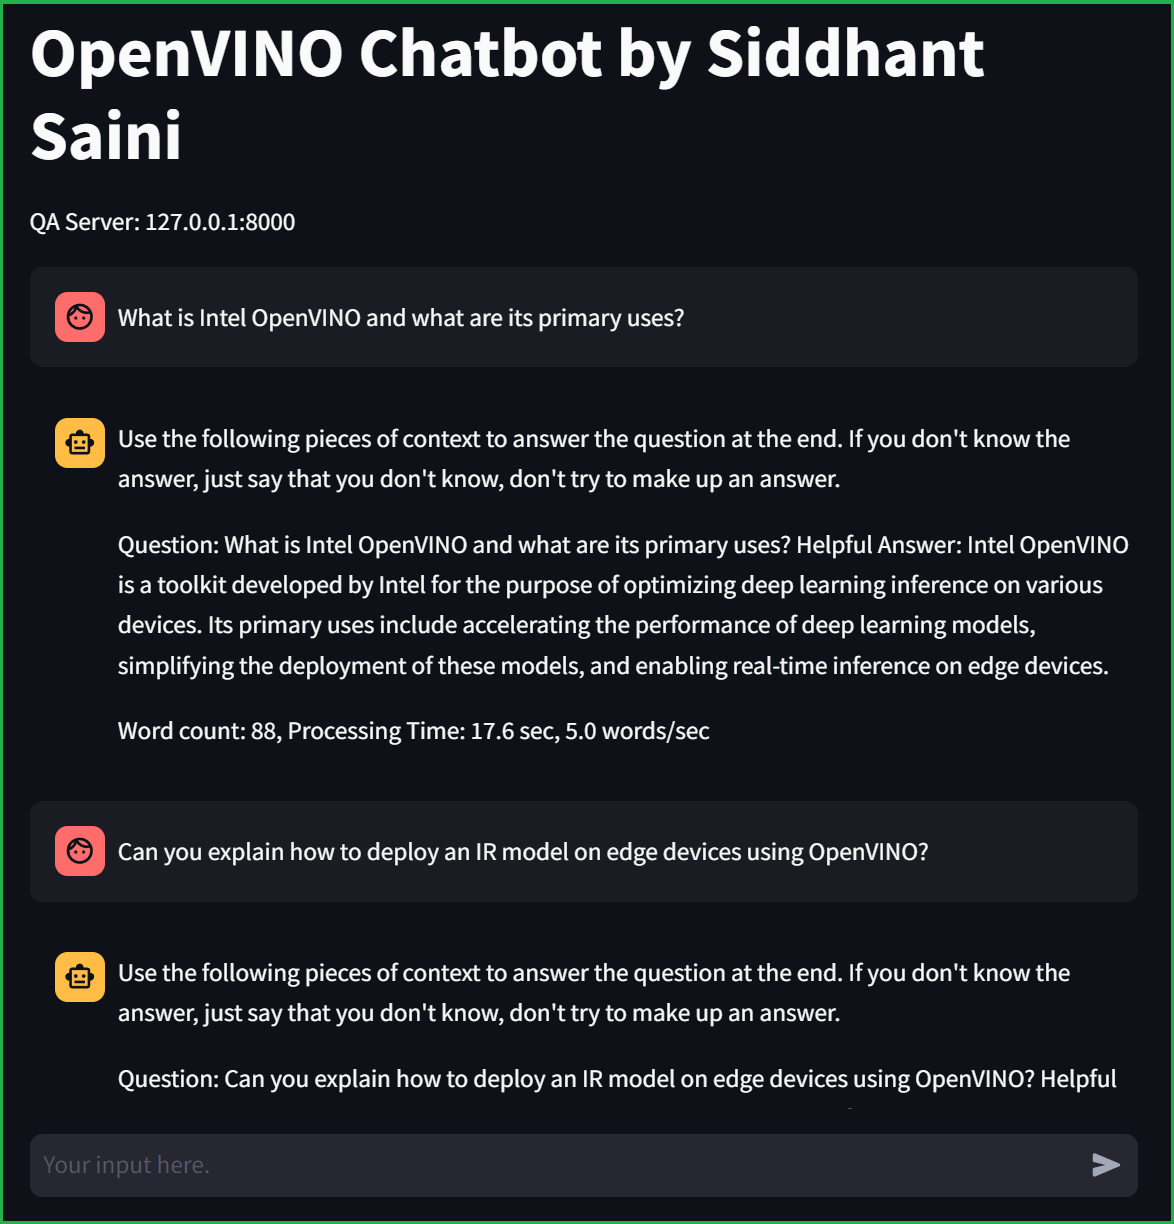 OpenVINO Chatbot by Siddhant
Saini
QA Server: 127.0.0.1:8000
What is Intel OpenVINO and what are its primary uses?
Use the following pieces of context to answer the question at the end. If you don't know the
answer, just say that you don't know, don't try to make up an answer.
Question: What is Intel OpenVINO and what are its primary uses? Helpful Answer: Intel OpenVINO
is a toolkit developed by Intel for the purpose of optimizing deep learning inference on various
devices. Its primary uses include accelerating the performance of deep learning models,
simplifying the deployment of these models, and enabling real-time inference on edge devices.
Word count: 88, Processing Time: 17.6 sec, 5.0 words/sec
Can you explain how to deploy an IR model on edge devices using OpenVINO?
Use the following pieces of context to answer the question at the end. If you don't know the
answer, just say that you don't know, don't try to make up an answer.
Question: Can you explain how to deploy an IR model on edge devices using OpenVINO? Helpful
Your input here.